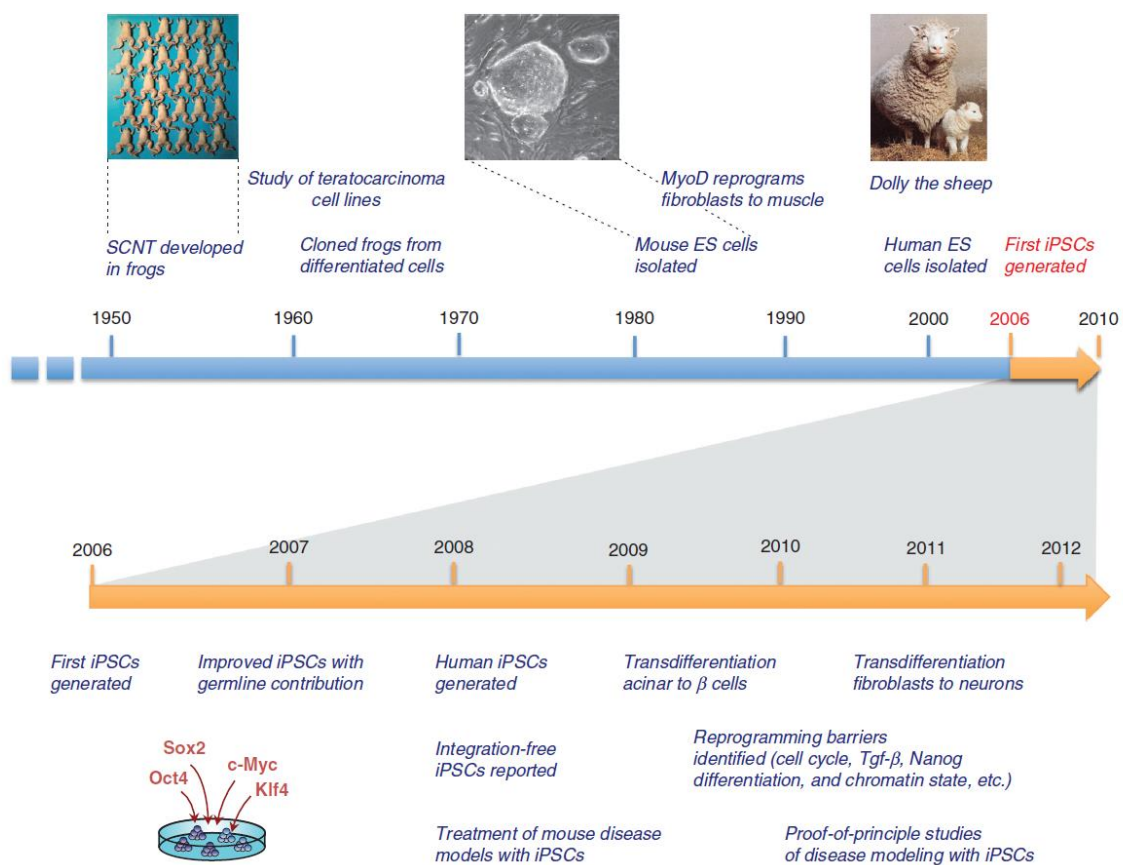 Study of teratocarcinoma
cell lines
MyoD reprograms
fibroblasts to muscle
Dolly the sheep
SCNT developed
in frogs
Cloned frogs from
differentiated cells
Mouse ES cells
isolated
Human ES
cells isolated
First iPSCs
generated
1950 1960 1970 1980 1990 2000 2006 2010
2006 2007 2008 2009 2010 2011 2012
First iPSCs
generated
Improved iPSCs with
germline contribution
Human iPSCs
generated
Transdifferentiation
acinar to β cells
Transdifferentiation
fibroblasts to neurons
Sox2
c-Myc
Oct4
Klf4
Integration-free
iPSCs reported
Reprogramming barriers
identified (cell cycle, Tgf-β, Nanog
differentiation, and chromatin state, etc.)
Treatment of mouse disease
models with iPSCs
Proof-of-principle studies
of disease modeling with iPSCs